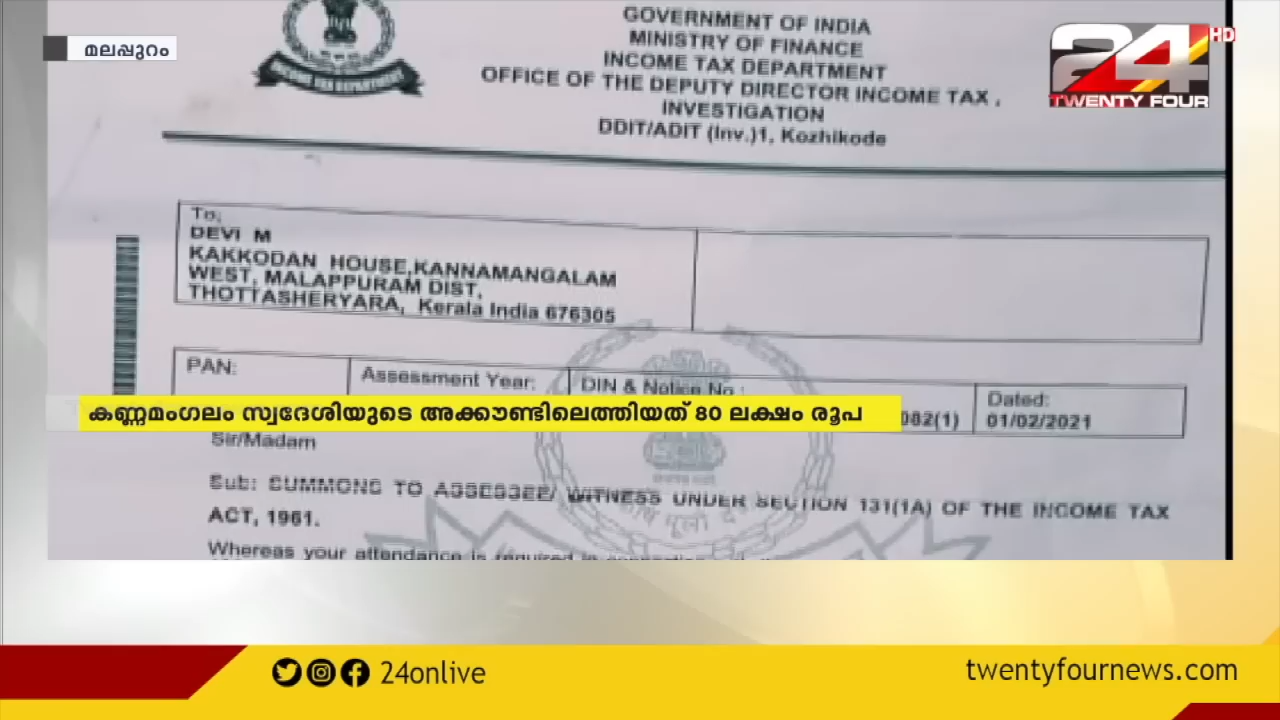 മലപ്പുറം
24 HD
TWENTY FOUR
GOVERNMENT OF INDIA
MINISTRY OF FINANCE
INCOME TAX DEPARTMENT
OFFICE OF THE DEPUTY DIRECTOR INCOME TAX,
INVESTIGATION
DDIT/ADIT (Inv.)1, Kozhikode
To,
DEVI M
KAKKODAN HOUSE,KANNAMANGALAM
WEST, MALAPPURAM DIST,
THOTTASHERYARA, Kerala India 676305
PAN:
Assessment Year:
DIN & Notice No :
082(1)
Dated:
01/02/2021
കണ്ണമംഗലം സ്വദേശിയുടെ അക്കൗണ്ടിലെത്തിയത് 80 ലക്ഷം രൂപ
Sir/Madam
Sub: SUMMONS TO ASSESSEE/ WITNESS UNDER SECTION 131(1A) OF THE INCOME TAX
ACT, 1961.
Whereas your attendance is required in
24onlive
twentyfournews.com